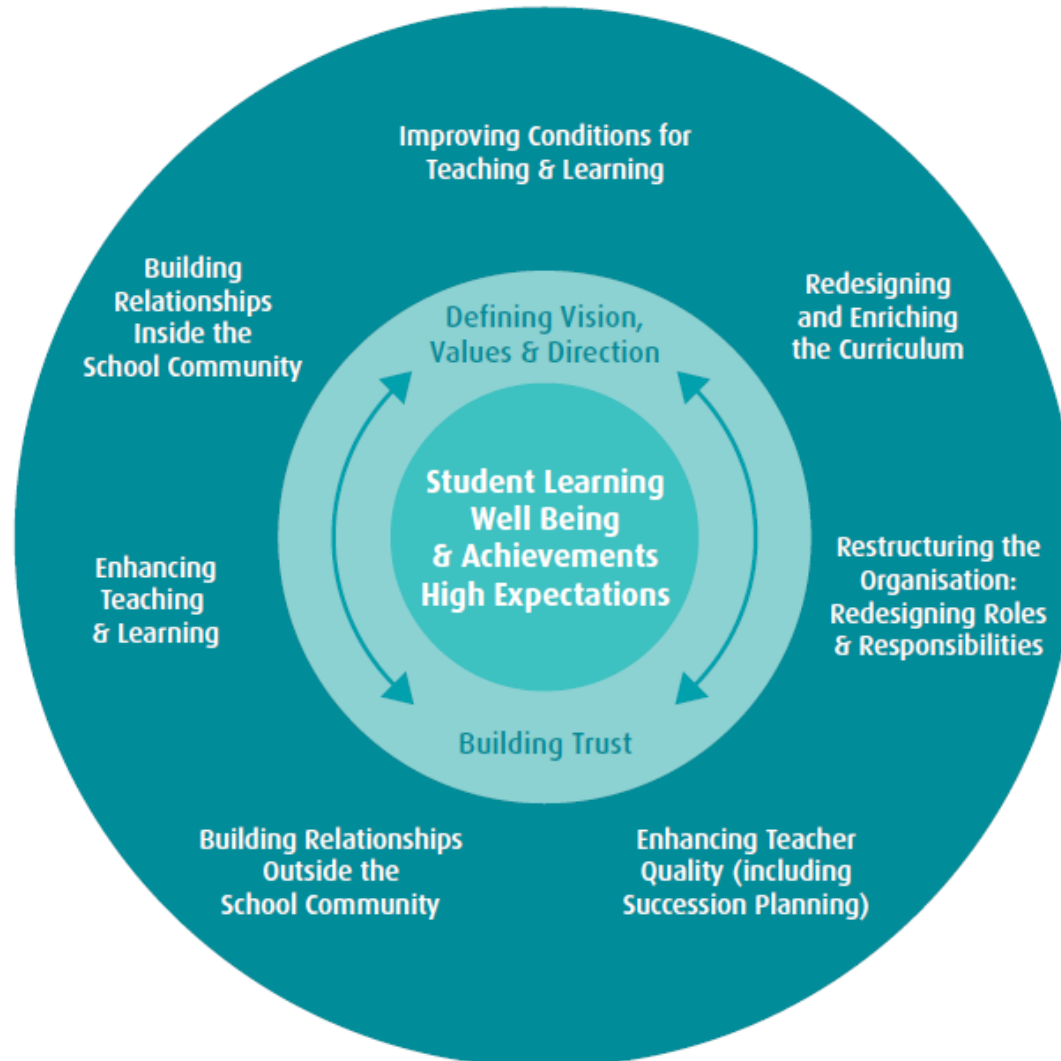 Improving Conditions for
Teaching & Learning
Redesigning
and Enriching
the Curriculum
Restructuring the
Organisation:
Redesigning Roles
& Responsibilities
Enhancing Teacher
Quality (including
Succession Planning)
Building Relationships
Outside the
School Community
Enhancing
Teaching
& Learning
Building
Relationships
Inside the
School Community
Defining Vision,
Values & Direction
Building Trust
Student Learning
Well Being
& Achievements
High Expectations